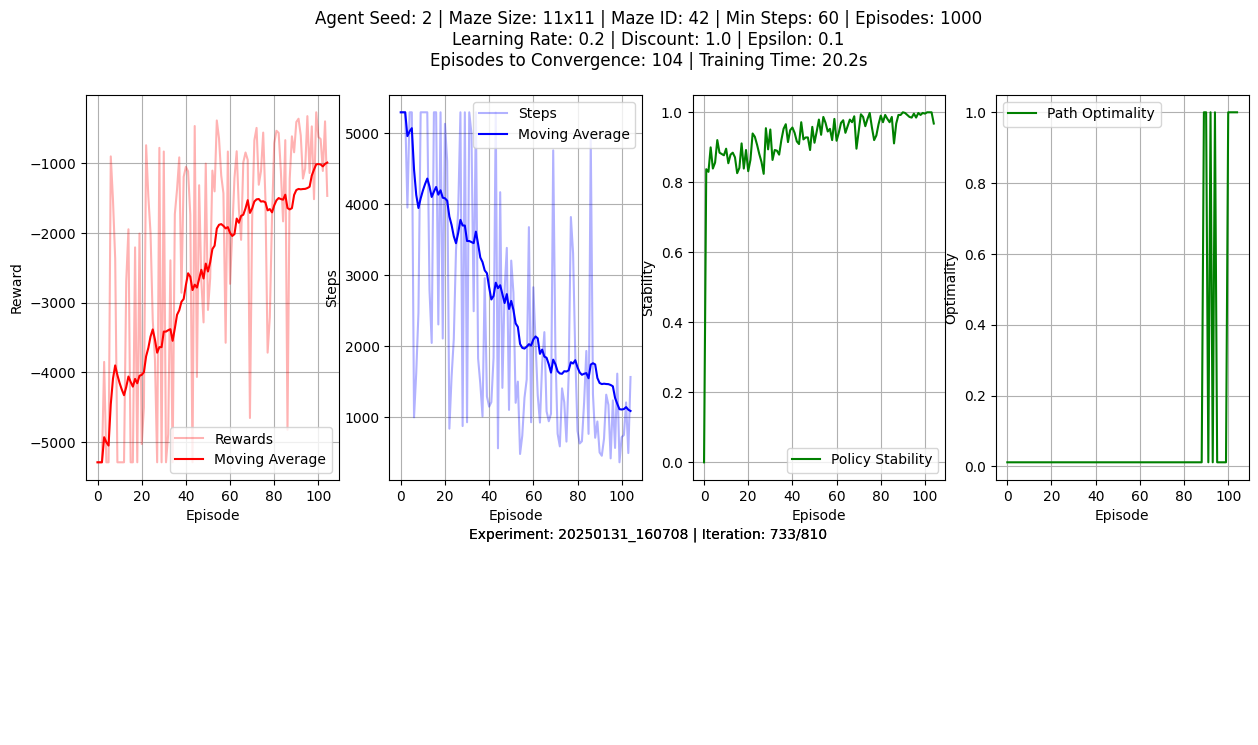 Agent Seed: 2 | Maze Size: 11x11 | Maze ID: 42 | Min Steps: 60 | Episodes: 1000
Learning Rate: 0.2 | Discount: 1.0 | Epsilon: 0.1
Episodes to Convergence: 104 | Training Time: 20.2s
Reward
-1000
-2000
-3000
-4000
-5000
Rewards
Moving Average
0 20 40 60 80 100
Episode
Steps
5000
4000
3000
2000
1000
Steps
Moving Average
0 20 40 60 80 100
Episode
Stability
1.0
0.8
0.6
0.4
0.2
0.0
Policy Stability
0 20 40 60 80 100
Episode
Optimality
1.0
0.8
0.6
0.4
0.2
0.0
Path Optimality
0 20 40 60 80 100
Episode
Experiment: 20250131_160708 | Iteration: 733/810